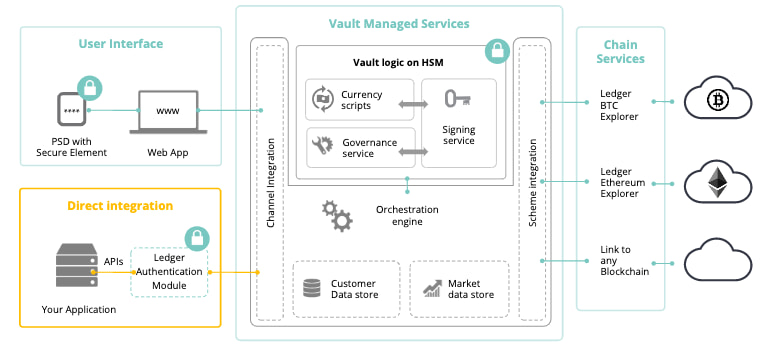 User Interface
****
PSD with
Secure Element
www
Web App
Direct integration
APIs
Ledger
Authentication
Module
Your Application
Vault Managed Services
Channel Integration
Vault logic on HSM
Currency
scripts
Governance
service
Signing
service
Orchestration
engine
Customer
Data store
Market
data store
Scheme integration
Chain
Services
Ledger
BTC
Explorer
Ledger
Ethereum
Explorer
Link to
any
Blockchain